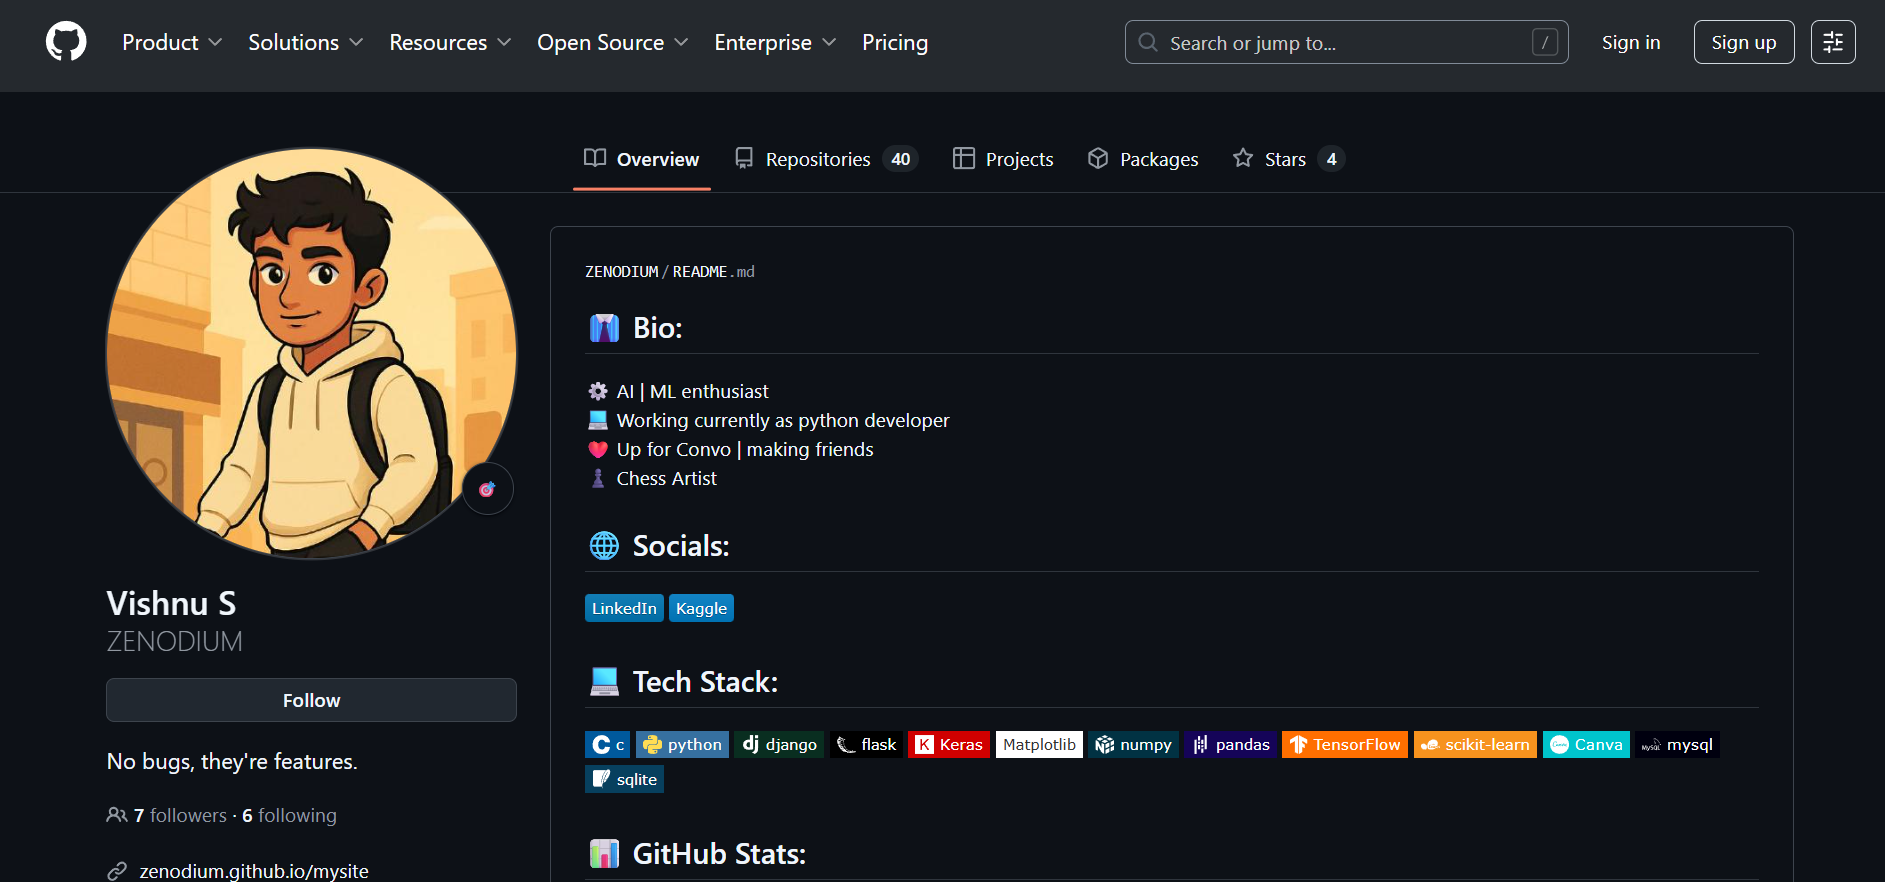 Product Solutions Resources Open Source Enterprise Pricing Search or jump to... / Sign in Sign up
Overview Repositories 40 Projects Packages Stars 4
ZENODIUM/README.md
Bio:
AI | ML enthusiast
Working currently as python developer
Up for Convo | making friends
Chess Artist
Socials:
LinkedIn Kaggle
Tech Stack:
C c python dj django flask K Keras Matplotlib numpy pandas TensorFlow scikit-learn Canva Canva MySQL mysql
sqlite
GitHub Stats:
Vishnu S
ZENODIUM
Follow
No bugs, they're features.
7 followers · 6 following
zenodium.github.io/mysite